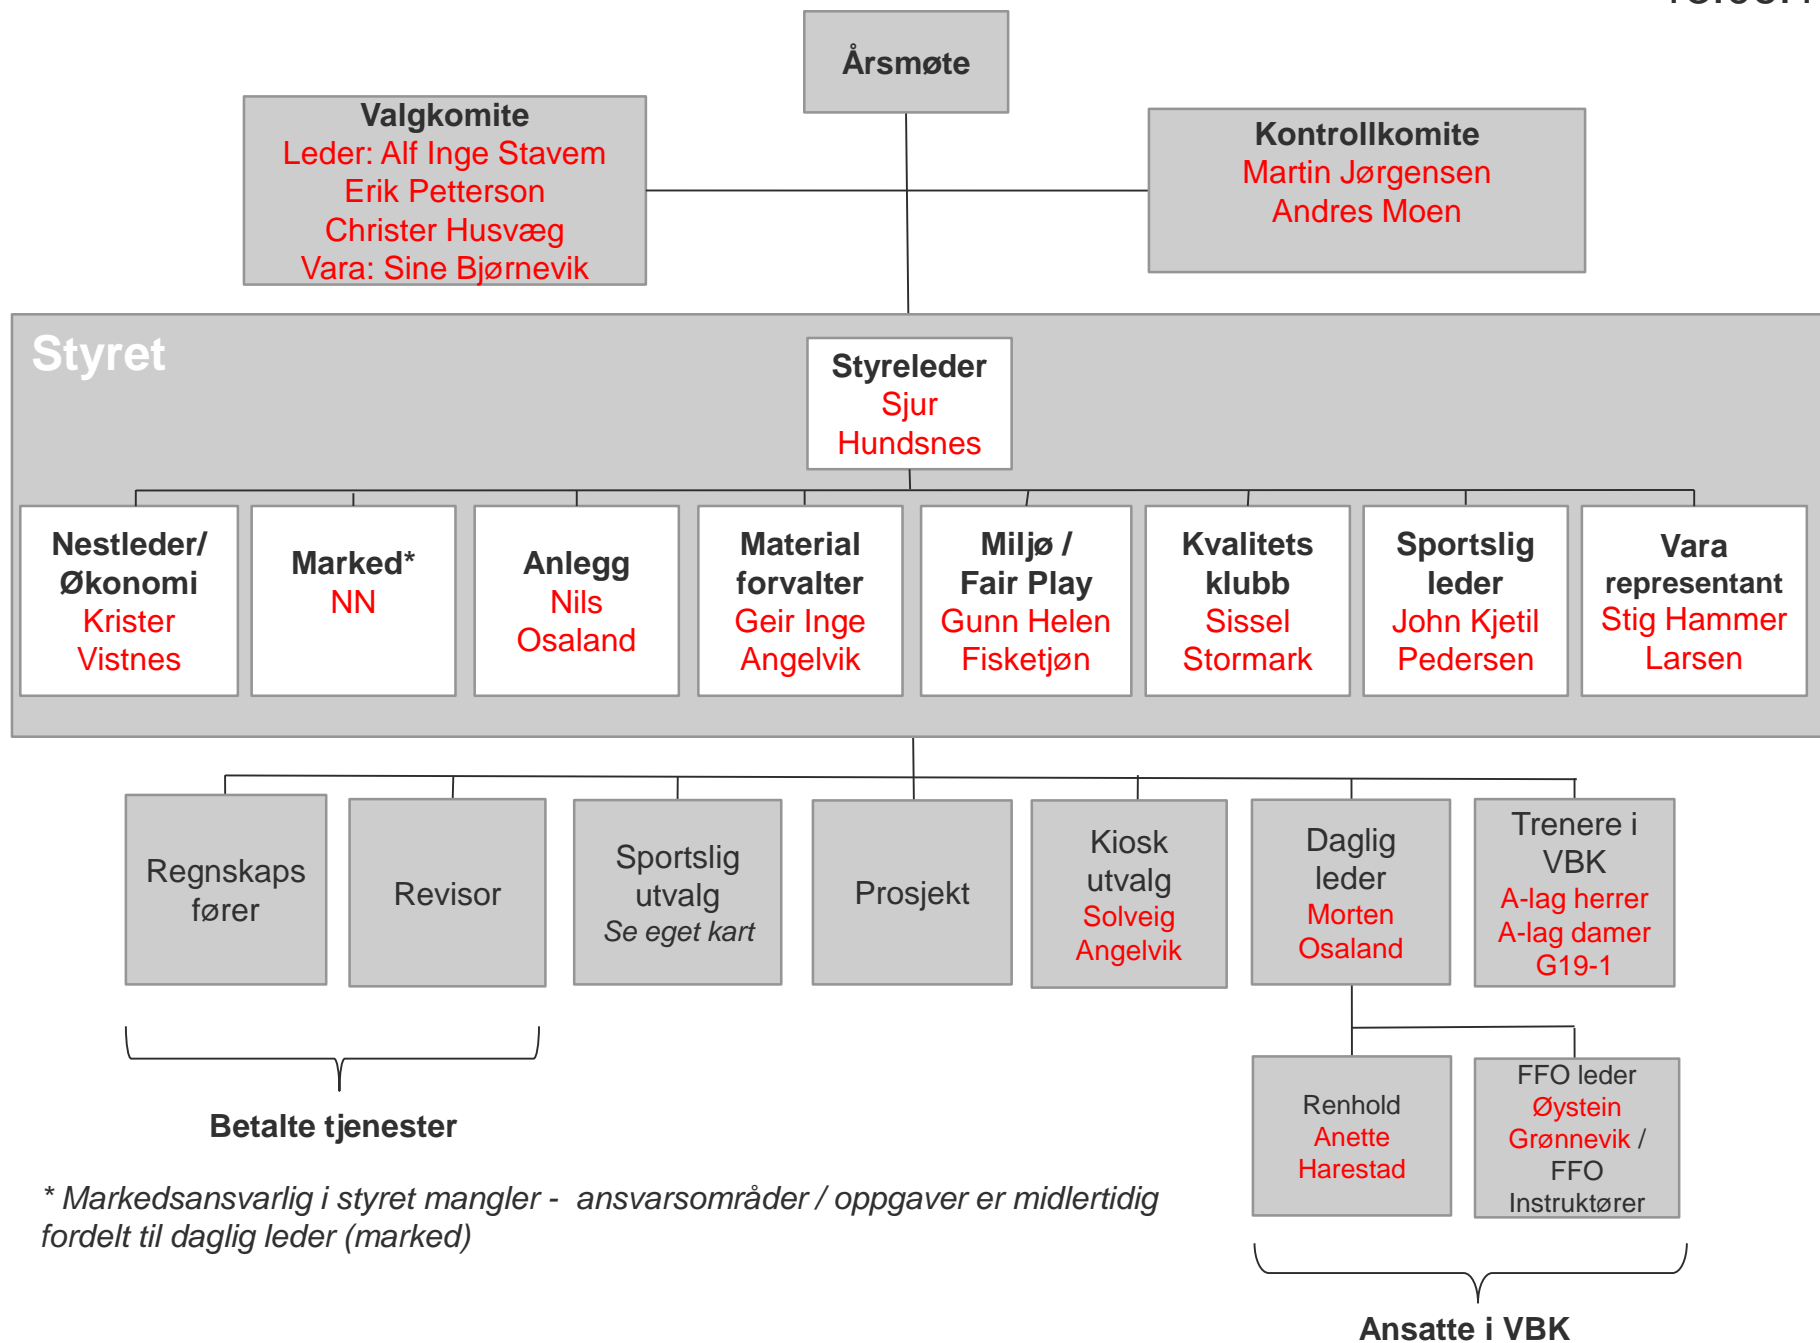 Årsmøte
Valgkomite
Leder: Alf Inge Stavem
Erik Petterson
Christer Husvæg
Vara: Sine Bjørnevik
Kontrollkomite
Martin Jørgensen
Andres Moen
Styret
Styreleder
Sjur
Hundsnes
Nestleder/
Økonomi
Krister
Vistnes
Marked*
NN
Anlegg
Nils
Osaland
Material
forvalter
Geir Inge
Angelvik
Miljø /
Fair Play
Gunn Helen
Fisketjøn
Kvalitets
klubb
Sissel
Stormark
Sportslig
leder
John Kjetil
Pedersen
Vara
representant
Stig Hammer
Larsen
Regnskaps
fører
Revisor
Sportslig
utvalg
Se eget kart
Prosjekt
Kiosk
utvalg
Solveig
Angelvik
Daglig
leder
Morten
Osaland
Trenere i
VBK
A-lag herrer
A-lag damer
G19-1
Betalte tjenester
Renhold
Anette
Harestad
FFO leder
Øystein
Grønnevik /
FFO
Instruktører
* Markedsansvarlig i styret mangler - ansvarsområder / oppgaver er midlertidig
fordelt til daglig leder (marked)
Ansatte i VBK